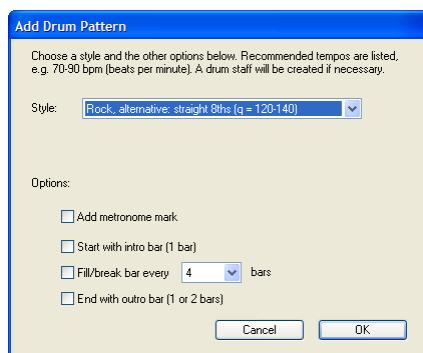 Add Drum Pattern
Choose a style and the other options below. Recommended tempos are listed,
e.g. 70-90 bpm (beats per minute). A drum staff will be created if necessary.
Style: Rock, alternative: straight 8ths (q = 120-140)
Options:
Add metronome mark
Start with intro bar (1 bar)
Fill/break bar every 4 bars
End with outro bar (1 or 2 bars)
Cancel OK